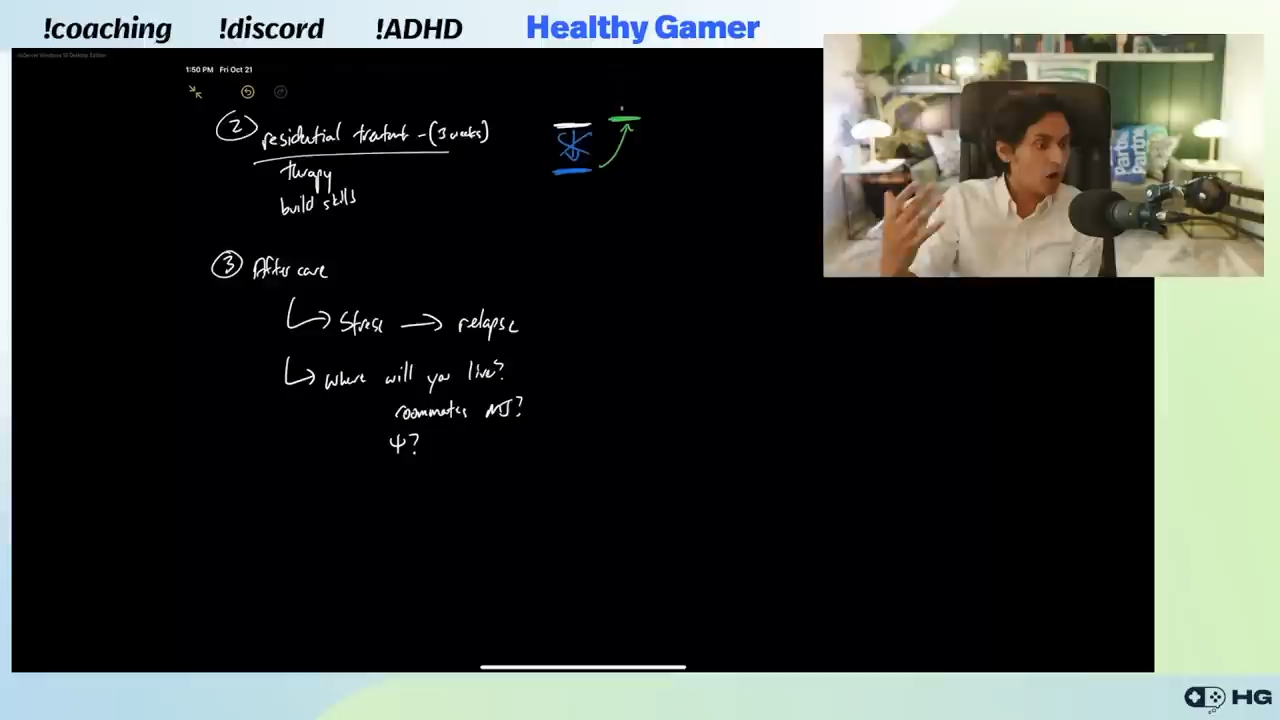 !coaching !discord !ADHD Healthy Gamer
1:50 PM Fri Oct 21
2 residential treatment - (3 weeks)
therapy
build skills
3 After care
Stress → relapse
where will you live?
roommates MJ?
Ψ?
Partne
HG